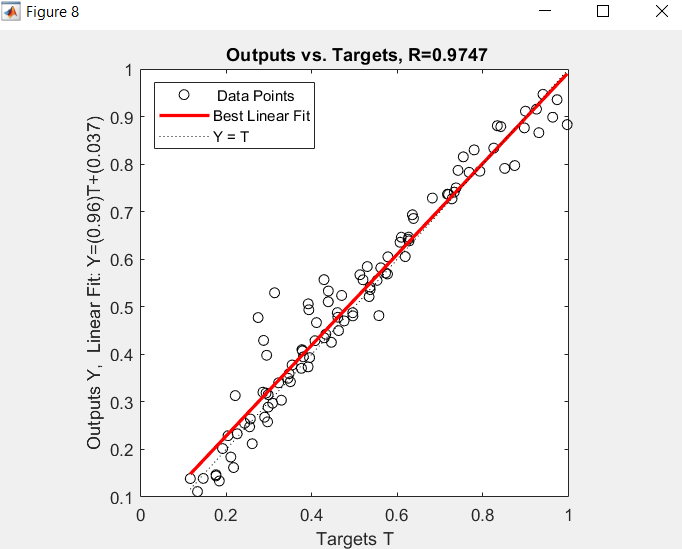 Figure 8
Outputs vs. Targets, R=0.9747
Data Points
Best Linear Fit
Y = T
Outputs Y, Linear Fit: Y=(0.96)T+(0.037)
1
0.9
0.8
0.7
0.6
0.5
0.4
0.3
0.2
0.1
0 0.2 0.4 0.6 0.8 1
Targets T